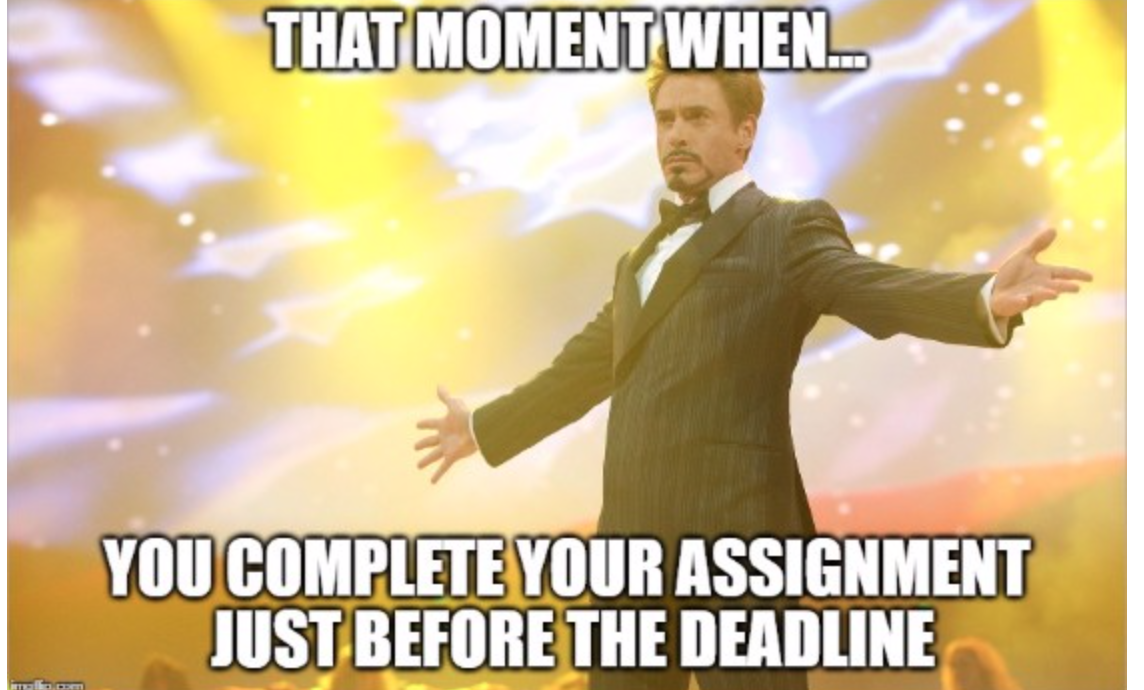 THAT MOMENT WHEN...
YOU COMPLETE YOUR ASSIGNMENT
JUST BEFORE THE DEADLINE
imgflip.com